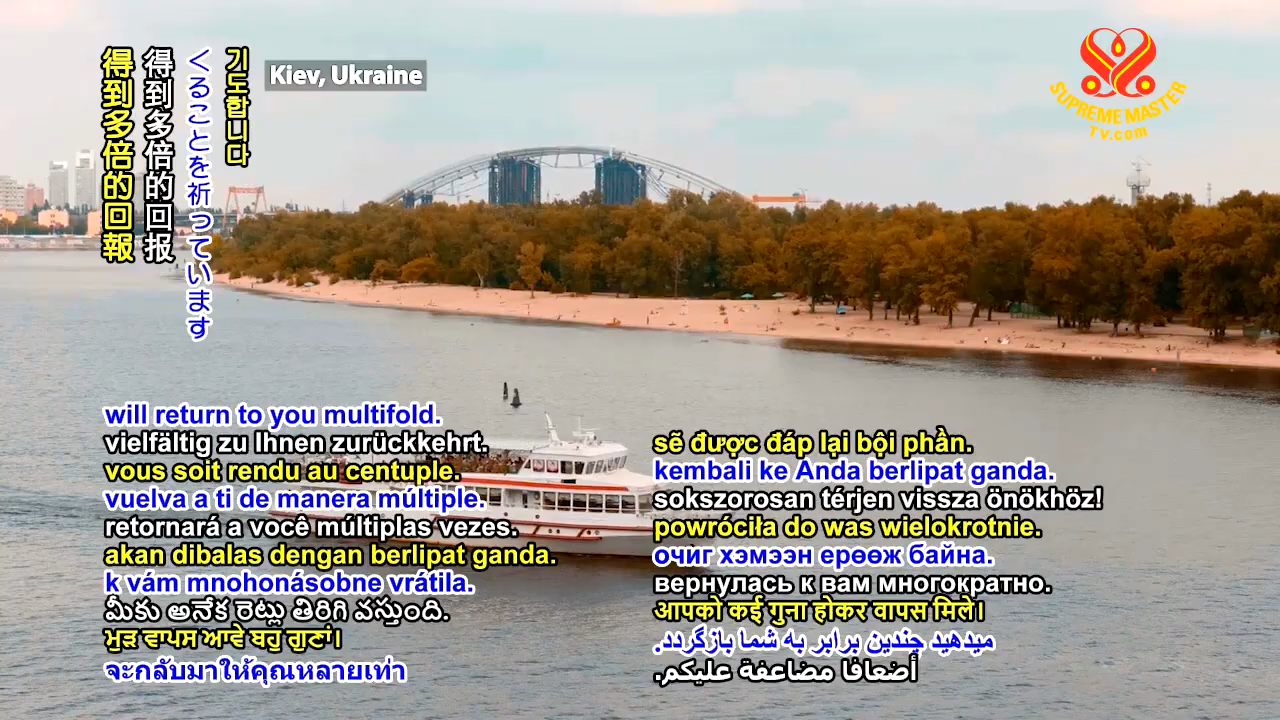 得到多倍的回報
得到多倍的回报
くることを祈っています
기도합니다
Kiev, Ukraine
SUPREME MASTER
TV.com
will return to you multifold.
vielfältig zu Ihnen zurückkehrt.
vous soit rendu au centuple.
vuelva a ti de manera múltiple.
retornará a você múltiplas vezes.
akan dibalas dengan berlipat ganda.
k vám mnohonásobne vrátila.
మీకు అనేక రెట్లు తిరిగి వస్తుంది.
ਮੁੜ ਵਾਪਸ ਆਵੇ ਬਹੁ ਗੁਣਾਂ।
จะกลับมาให้คุณหลายเท่า
sẽ được đáp lại bội phần.
kembali ke Anda berlipat ganda.
sokszorosan térjen vissza önökhöz!
powróciła do was wielokrotnie.
очиг хэмээн ерөөж байна.
вернулась к вам многократно.
आपको कई गुना होकर वापस मिले।
میدهید چندین برابر به شما بازگردد.
أضعافا مضاعفة عليكم.